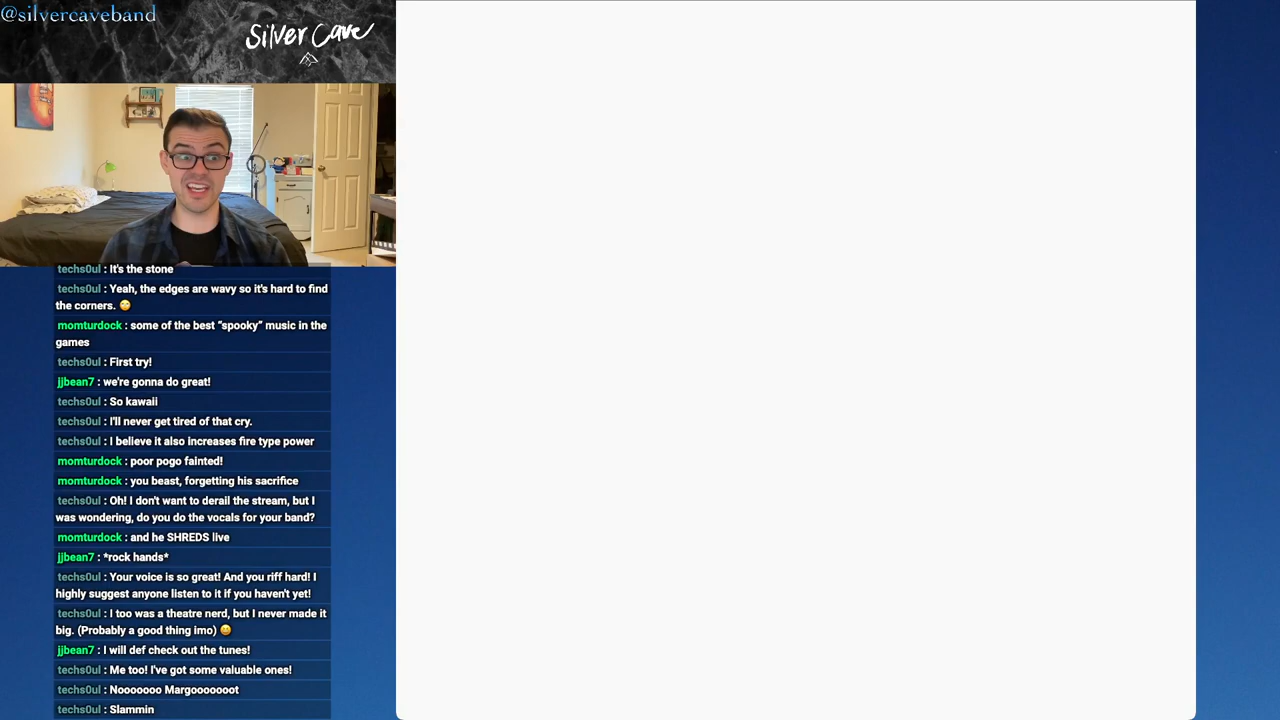 @silvercaveband
Silver Cave
techs0ul : It's the stone
techs0ul : Yeah, the edges are wavy so it's hard to find
the corners. 🙄
momturdock : some of the best “spooky” music in the
games
techs0ul : First try!
jjbean7 : we're gonna do great!
techs0ul : So kawaii
techs0ul : I'll never get tired of that cry.
techs0ul : I believe it also increases fire type power
momturdock : poor pogo fainted!
momturdock : you beast, forgetting his sacrifice
techs0ul : Oh! I don't want to derail the stream, but I
was wondering, do you do the vocals for your band?
momturdock : and he SHREDS live
jjbean7 : *rock hands*
techs0ul : Your voice is so great! And you riff hard! I
highly suggest anyone listen to it if you haven't yet!
techs0ul : I too was a theatre nerd, but I never made it
big. (Probably a good thing imo) 😄
jjbean7 : I will def check out the tunes!
techs0ul : Me too! I've got some valuable ones!
techs0ul : Nooooooo Margooooooot
techs0ul : Slammin